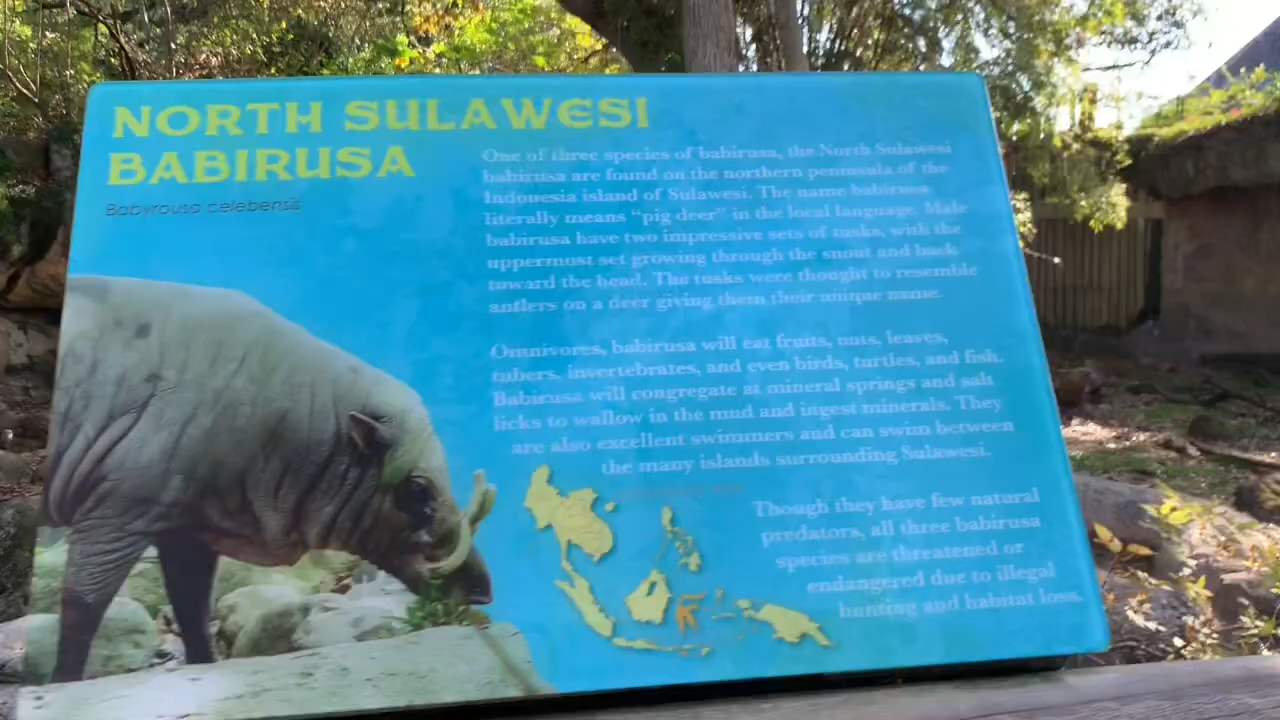 NORTH SULAWESI
BABIRUSA
Babyrousa celebensis
One of three species of babirusa, the North Sulawesi
babirusa are found on the northern peninsula of the
Indonesia island of Sulawesi. The name babirusa
literally means “pig deer” in the local language. Male
babirusa have two impressive sets of tusks, with the
uppermost set growing through the snout and back
toward the head. The tusks were thought to resemble
antlers on a deer giving them their unique name.
Omnivores, babirusa will eat fruits, nuts, leaves,
tubers, invertebrates, and even birds, turtles, and fish.
Babirusa will congregate at mineral springs and salt
licks to wallow in the mud and ingest minerals. They
are also excellent swimmers and can swim between
the many islands surrounding Sulawesi.
Though they have few natural
predators, all three babirusa
species are threatened or
endangered due to illegal
hunting and habitat loss.